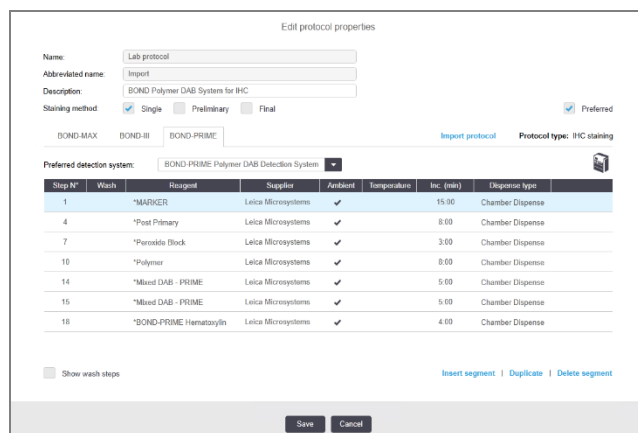 Edit protocol properties
Name: Lab protocol
Abbreviated name: Import
Description: BOND Polymer DAB System for IHC
Staining method: Single Preliminary Final Preferred
BOND-MAX BOND-III BOND-PRIME Import protocol Protocol type: IHC staining
Preferred detection system: BOND-PRIME Polymer DAB Detection System
Step N° Wash Reagent Supplier Ambient Temperature Inc. (min) Dispense type
1 *MARKER Leica Microsystems 15:00 Chamber Dispense
4 *Post Primary Leica Microsystems 8:00 Chamber Dispense
7 *Peroxide Block Leica Microsystems 3:00 Chamber Dispense
10 *Polymer Leica Microsystems 8:00 Chamber Dispense
14 *Mixed DAB - PRIME Leica Microsystems 5:00 Chamber Dispense
15 *Mixed DAB - PRIME Leica Microsystems 5:00 Chamber Dispense
18 *BOND-PRIME Hematoxylin Leica Microsystems 4:00 Chamber Dispense
Show wash steps Insert segment | Duplicate | Delete segment
Save Cancel